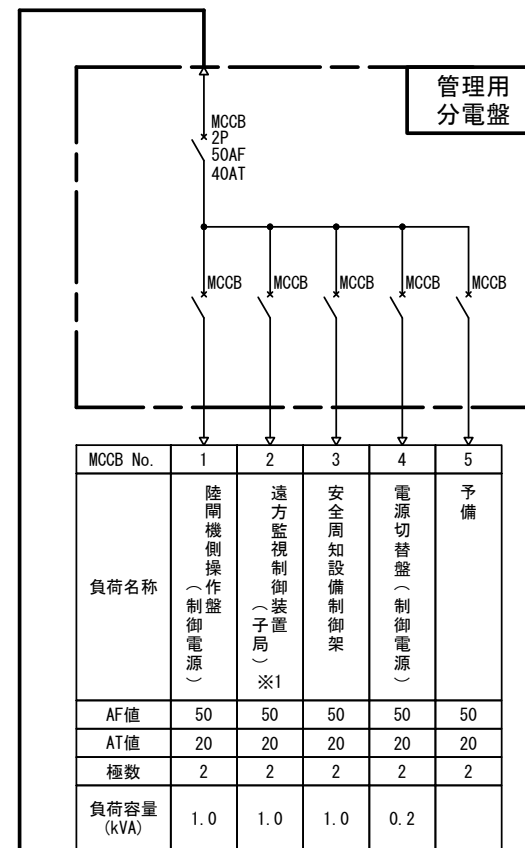 管理用
分電盤
MCCB
2P
50AF
40AT
MCCB MCCB MCCB MCCB MCCB
MCCB No. 1 2 3 4 5
負荷名称 陸閘機側操作盤（制御電源） 遠方監視制御装置（子局）※1 安全周知設備制御架 電源切替盤（制御電源） 予備
AF値 50 50 50 50 50
AT値 20 20 20 20 20
極数 2 2 2 2 2
負荷容量
(kVA) 1.0 1.0 1.0 0.2